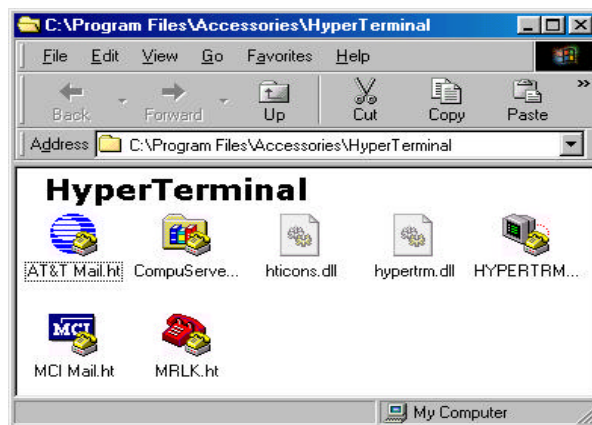 C:\Program Files\Accessories\HyperTerminal
File Edit View Go Favorites Help
Back Forward Up Cut Copy Paste »
Address C:\Program Files\Accessories\HyperTerminal
HyperTerminal
AT&T Mail.ht CompuServe... hticons.dll hypertrm.dll HYPERTRM...
MCI
MCI Mail.ht MRLK.ht
My Computer